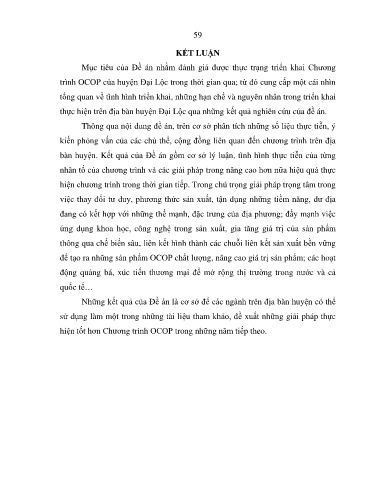 59
KẾT LUẬN
Mục tiêu của Đề án nhằm đánh giá được thực trạng triển khai Chương
trình OCOP của huyện Đại Lộc trong thời gian qua; từ đó cung cấp một cái nhìn
tổng quan về tình hình triển khai, những hạn chế và nguyên nhân trong triển khai
thực hiện trên địa bàn huyện Đại Lộc qua những kết quả nghiên cứu của đề án.
Thông qua nội dung đề án, trên cơ sở phân tích những số liệu thực tiễn, ý
kiến phỏng vấn của các chủ thể, cộng đồng liên quan đến chương trình trên địa
bàn huyện. Kết quả của Đề án gồm cơ sở lý luận, tình hình thực tiễn của từng
nhân tố của chương trình và các giải pháp trong nâng cao hơn nữa hiệu quả thực
hiện chương trình trong thời gian tiếp. Trong chú trọng giải pháp trọng tâm trong
việc thay đổi tư duy, phương thức sản xuất, tận dụng những tiềm năng, dư địa
đang có kết hợp với những thế mạnh, đặc trưng của địa phương; đẩy mạnh việc
ứng dụng khoa học, công nghệ trong sản xuất, gia tăng giá trị của sản phẩm
thông qua chế biến sâu, liên kết hình thành các chuỗi liên kết sản xuất bền vững
để tạo ra những sản phẩm OCOP chất lượng, nâng cao giá trị sản phẩm; các hoạt
động quảng bá, xúc tiến thương mại để mở rộng thị trường trong nước và cả
quốc tế…
Những kết quả của Đề án là cơ sở để các ngành trên địa bàn huyện có thể
sử dụng làm một trong những tài liệu tham khảo, đề xuất những giải pháp thực
hiện tốt hơn Chương trình OCOP trong những năm tiếp theo.